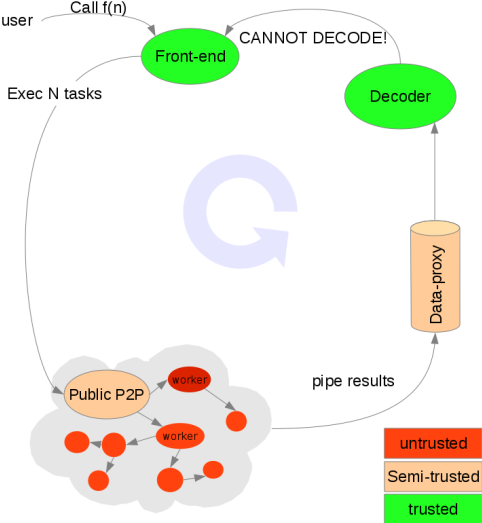 user
Call f(n)
Front-end
CANNOT DECODE!
Decoder
Exec N tasks
Data-proxy
Public P2P
worker
worker
pipe results
untrusted
Semi-trusted
trusted